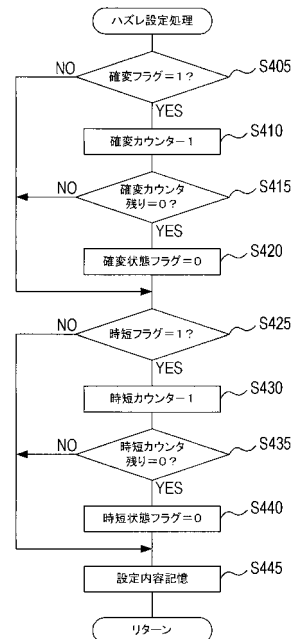 ハズレ設定処理
確変フラグ=1?
S405
NO
YES
確変カウンター1
S410
確変カウンタ
残り=0?
S415
NO
YES
確変状態フラグ=0
S420
時短フラグ=1?
S425
NO
YES
時短カウンター1
S430
時短カウンタ
残り=0?
S435
NO
YES
時短状態フラグ=0
S440
設定内容記憶
S445
リターン